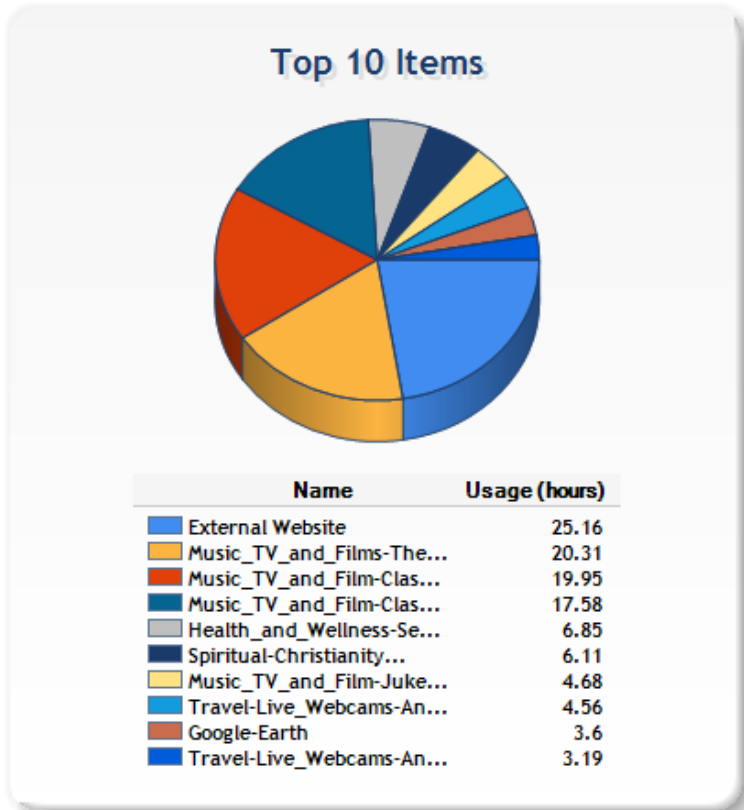 Top 10 Items
Name Usage (hours)
External Website 25.16
Music_TV_and_Films-The... 20.31
Music_TV_and_Film-Clas... 19.95
Music_TV_and_Film-Clas... 17.58
Health_and_Wellness-Se... 6.85
Spiritual-Christianity... 6.11
Music_TV_and_Film-Juke... 4.68
Travel-Live_Webcams-An... 4.56
Google-Earth 3.6
Travel-Live_Webcams-An... 3.19